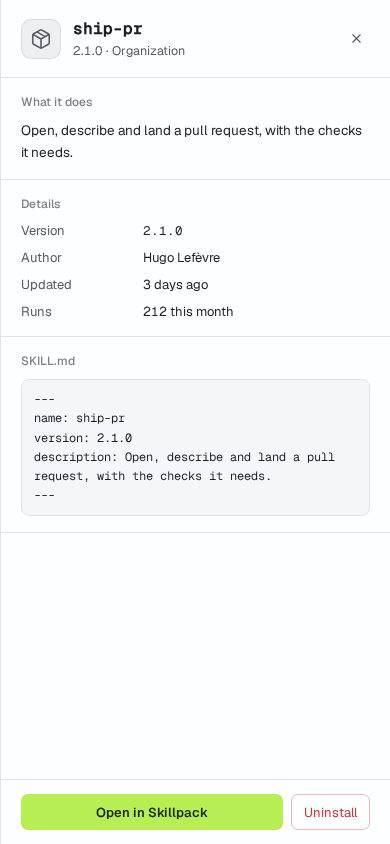 ship-pr
2.1.0 · Organization
What it does
Open, describe and land a pull request, with the checks
it needs.
Details
Version 2.1.0
Author Hugo Lefèvre
Updated 3 days ago
Runs 212 this month
SKILL.md
---
name: ship-pr
version: 2.1.0
description: Open, describe and land a pull
request, with the checks it needs.
---
Open in Skillpack Uninstall